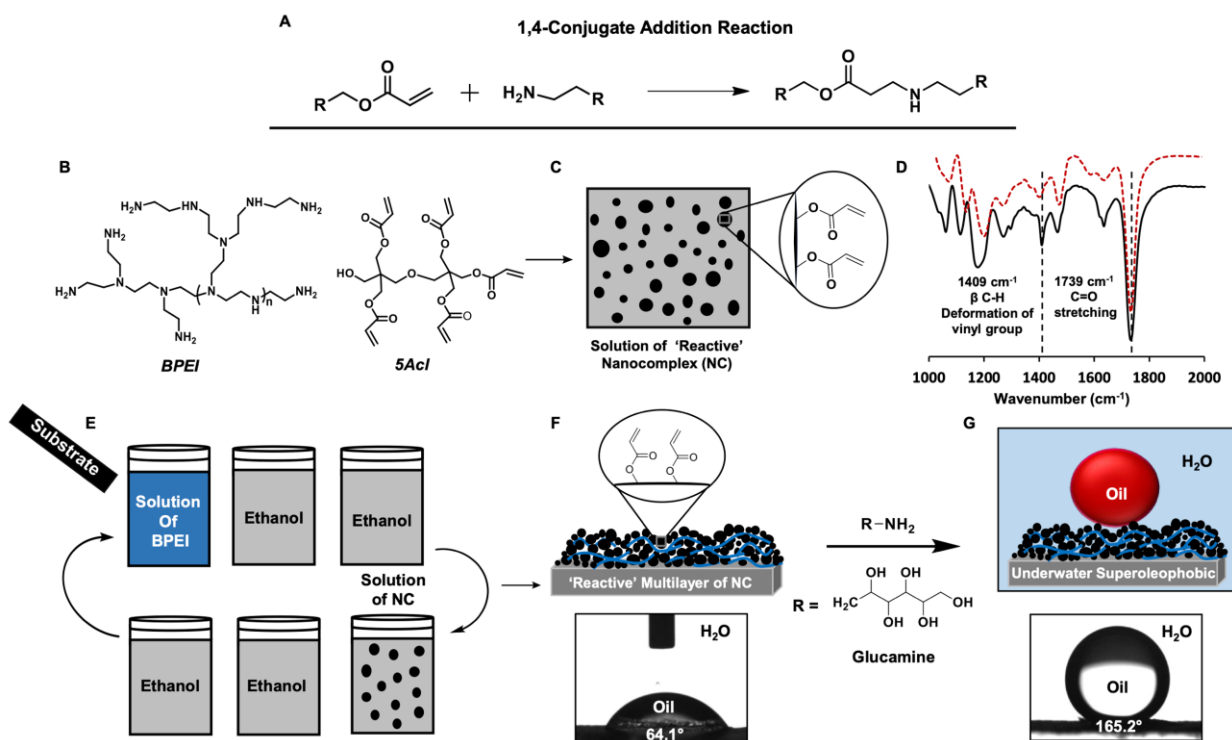 A
1,4-Conjugate Addition Reaction
R
O
O
+
H₂N
R
R
O
O
N
H
R
B
H₂N
H
N
N
HN
NH₂
NH₂
N
H₂N
N
N
(
N
N
H
)n
NH₂
NH₂
BPEI
O
O
O
O
HO
O
O
O
O
O
O
O
5Acl
C
O
O
O
O
Solution of ‘Reactive’
Nanocomplex (NC)
D
1409 cm⁻¹
β C-H
Deformation of
vinyl group
1739 cm⁻¹
C=O
stretching
1000 1200 1400 1600 1800 2000
Wavenumber (cm⁻¹)
E
Substrate
Solution
Of
BPEI
Ethanol
Ethanol
Solution
of NC
Ethanol
Ethanol
F
O
O
O
O
‘Reactive’ Multilayer of NC
H₂O
Oil
64.1°
R−NH₂
R =
H₂C
OH
OH
OH
OH
OH
Glucamine
G
H₂O
Oil
Underwater Superoleophobic
H₂O
Oil
165.2°